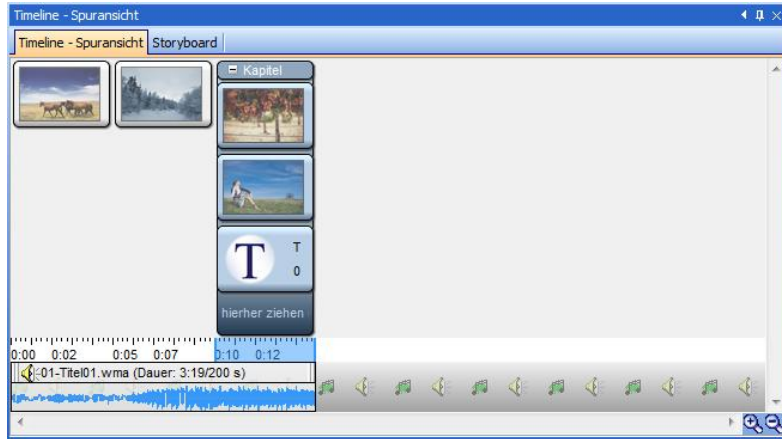 Timeline - Spuransicht
Timeline - Spuransicht Storyboard
Kapitel
T T
0
hierher ziehen
0:00 0:02 0:05 0:07 0:10 0:12
01-Titel01.wma (Dauer: 3:19/200 s)